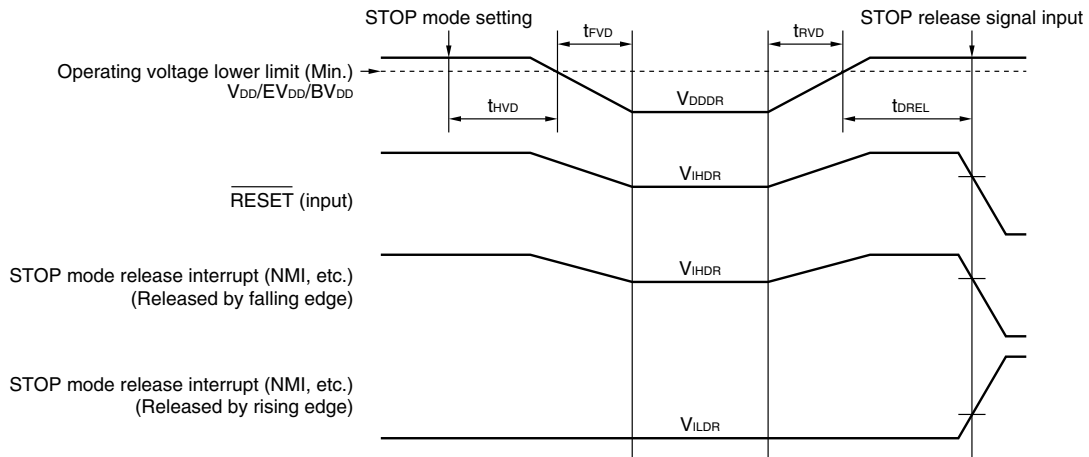 STOP mode setting
STOP release signal input
tFVD
tRVD
Operating voltage lower limit (Min.)
VDD/EVDD/BVDD
VDDDR
tHVD
tDREL
RESET (input)
VIHDR
STOP mode release interrupt (NMI, etc.)
(Released by falling edge)
VIHDR
STOP mode release interrupt (NMI, etc.)
(Released by rising edge)
VILDR